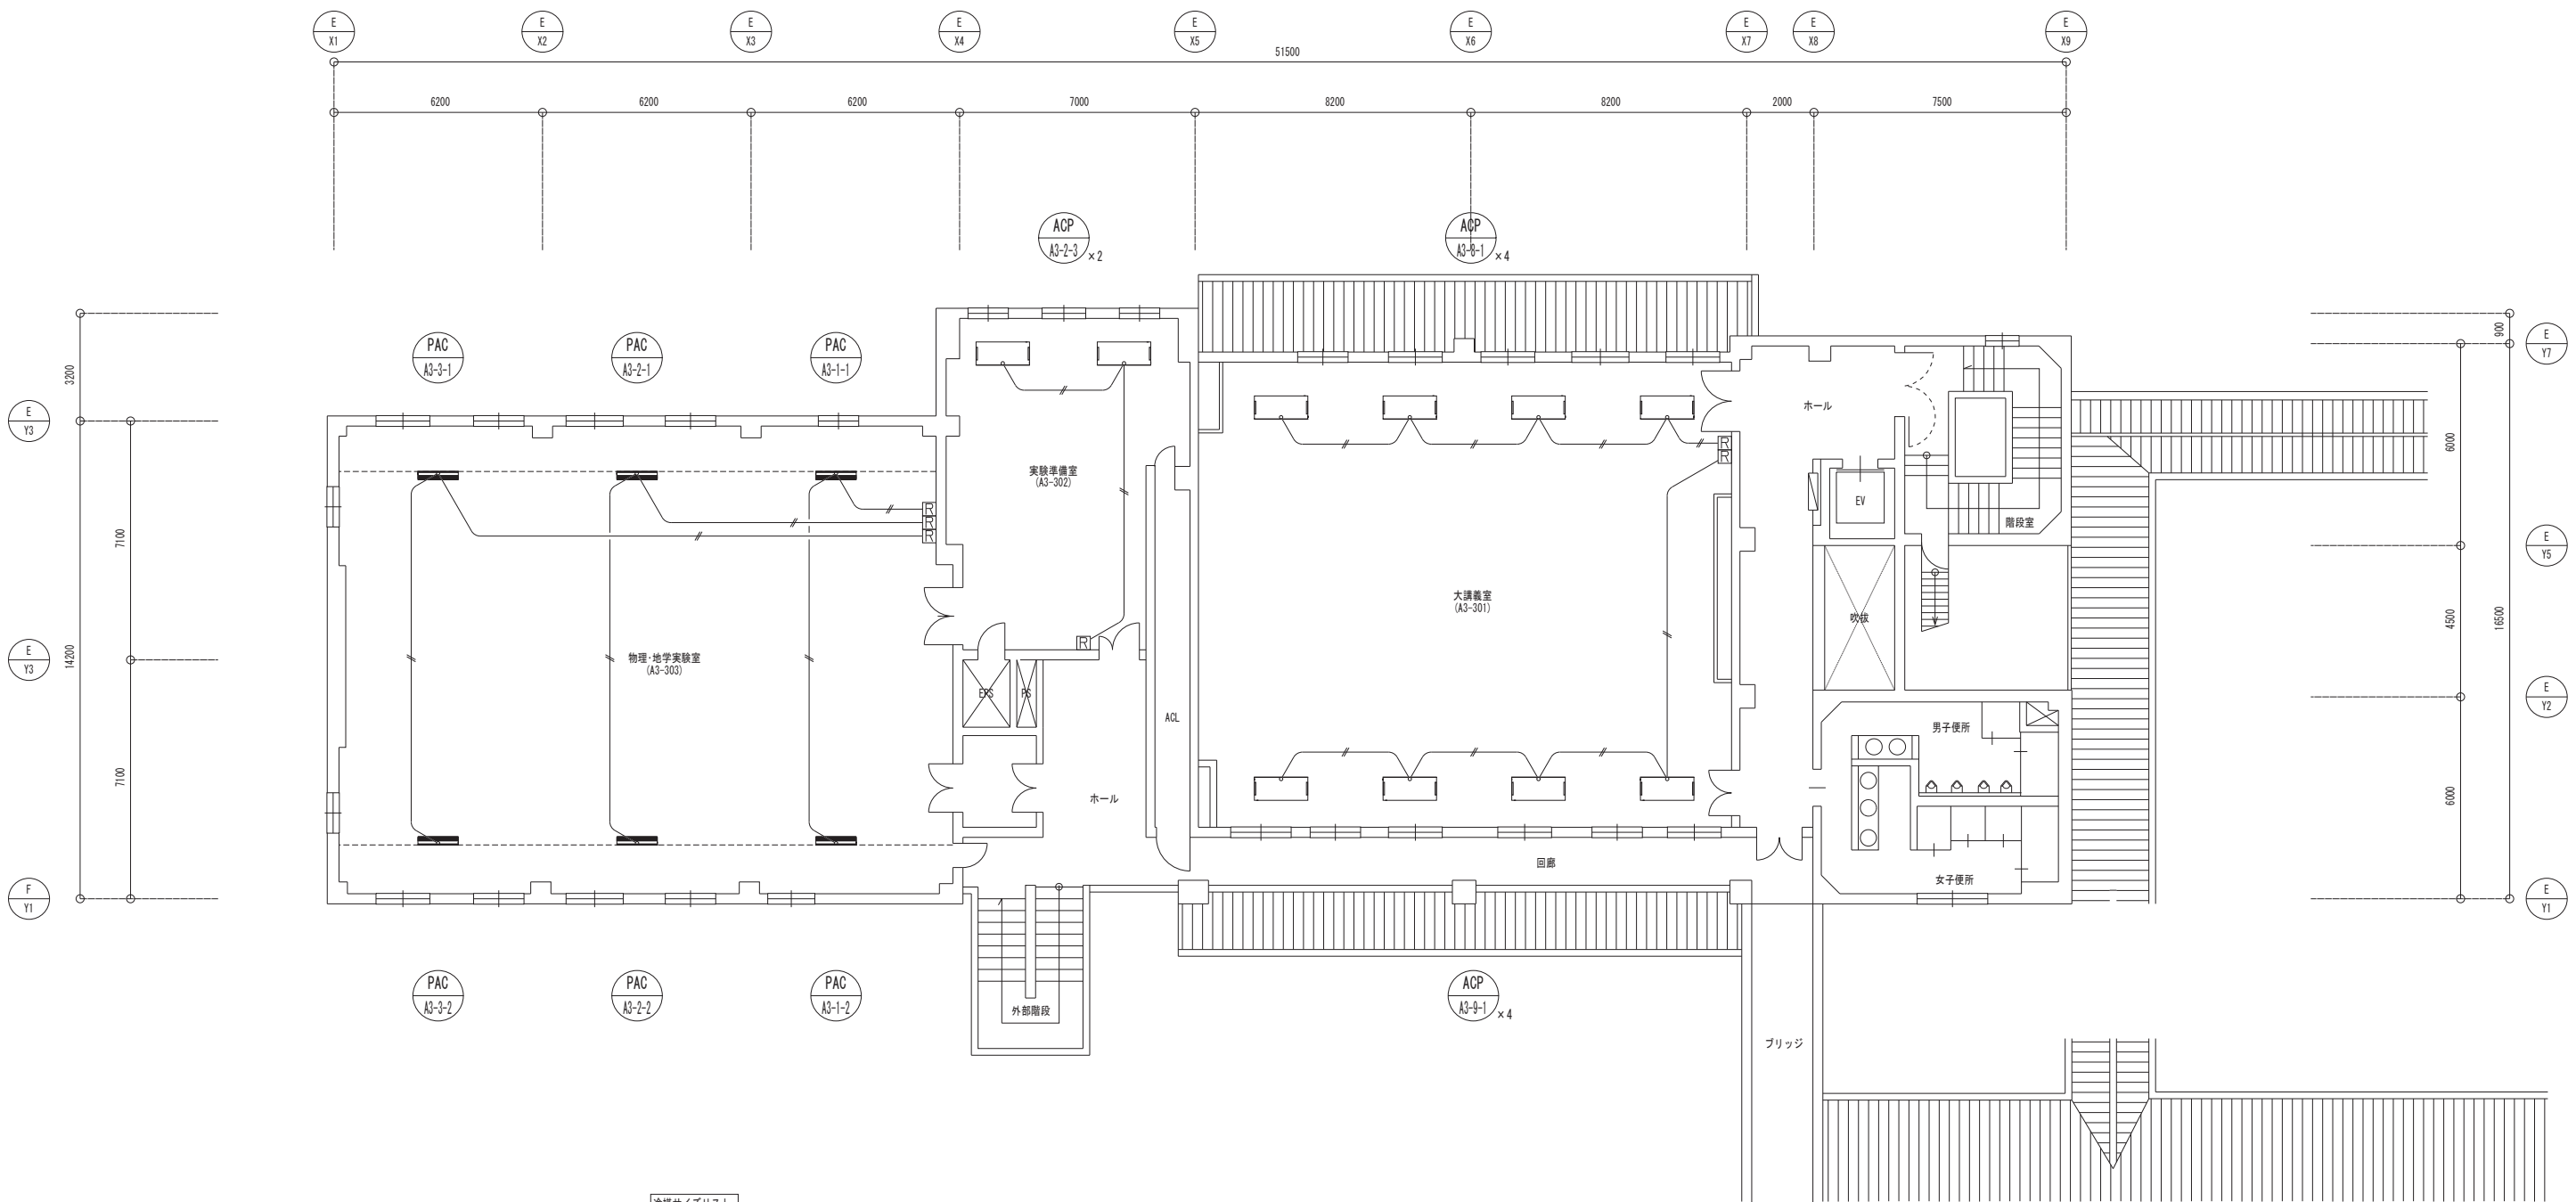 E
X1
E
X2
E
X3
E
X4
E
X5
E
X6
E
X7
E
X8
E
X9
51500
6200
6200
6200
7000
8200
8200
2000
7500
ACP
A3-2-3
×2
ACP
A3-8-1
×4
PAC
A3-3-1
PAC
A3-2-1
PAC
A3-1-1
3200
E
Y3
7100
14200
E
Y3
7100
F
Y1
900
E
Y7
6000
E
Y5
4500
16500
E
Y2
6000
E
Y1
実験準備室
(A3-302)
ホール
R
R
R
R
R
R
EV
階段室
大講義室
(A3-301)
吹抜
物理・地学実験室
(A3-303)
EPS
PS
ACL
男子便所
ホール
回廊
女子便所
PAC
A3-3-2
PAC
A3-2-2
PAC
A3-1-2
外部階段
ACP
A3-9-1
×4
ブリッジ